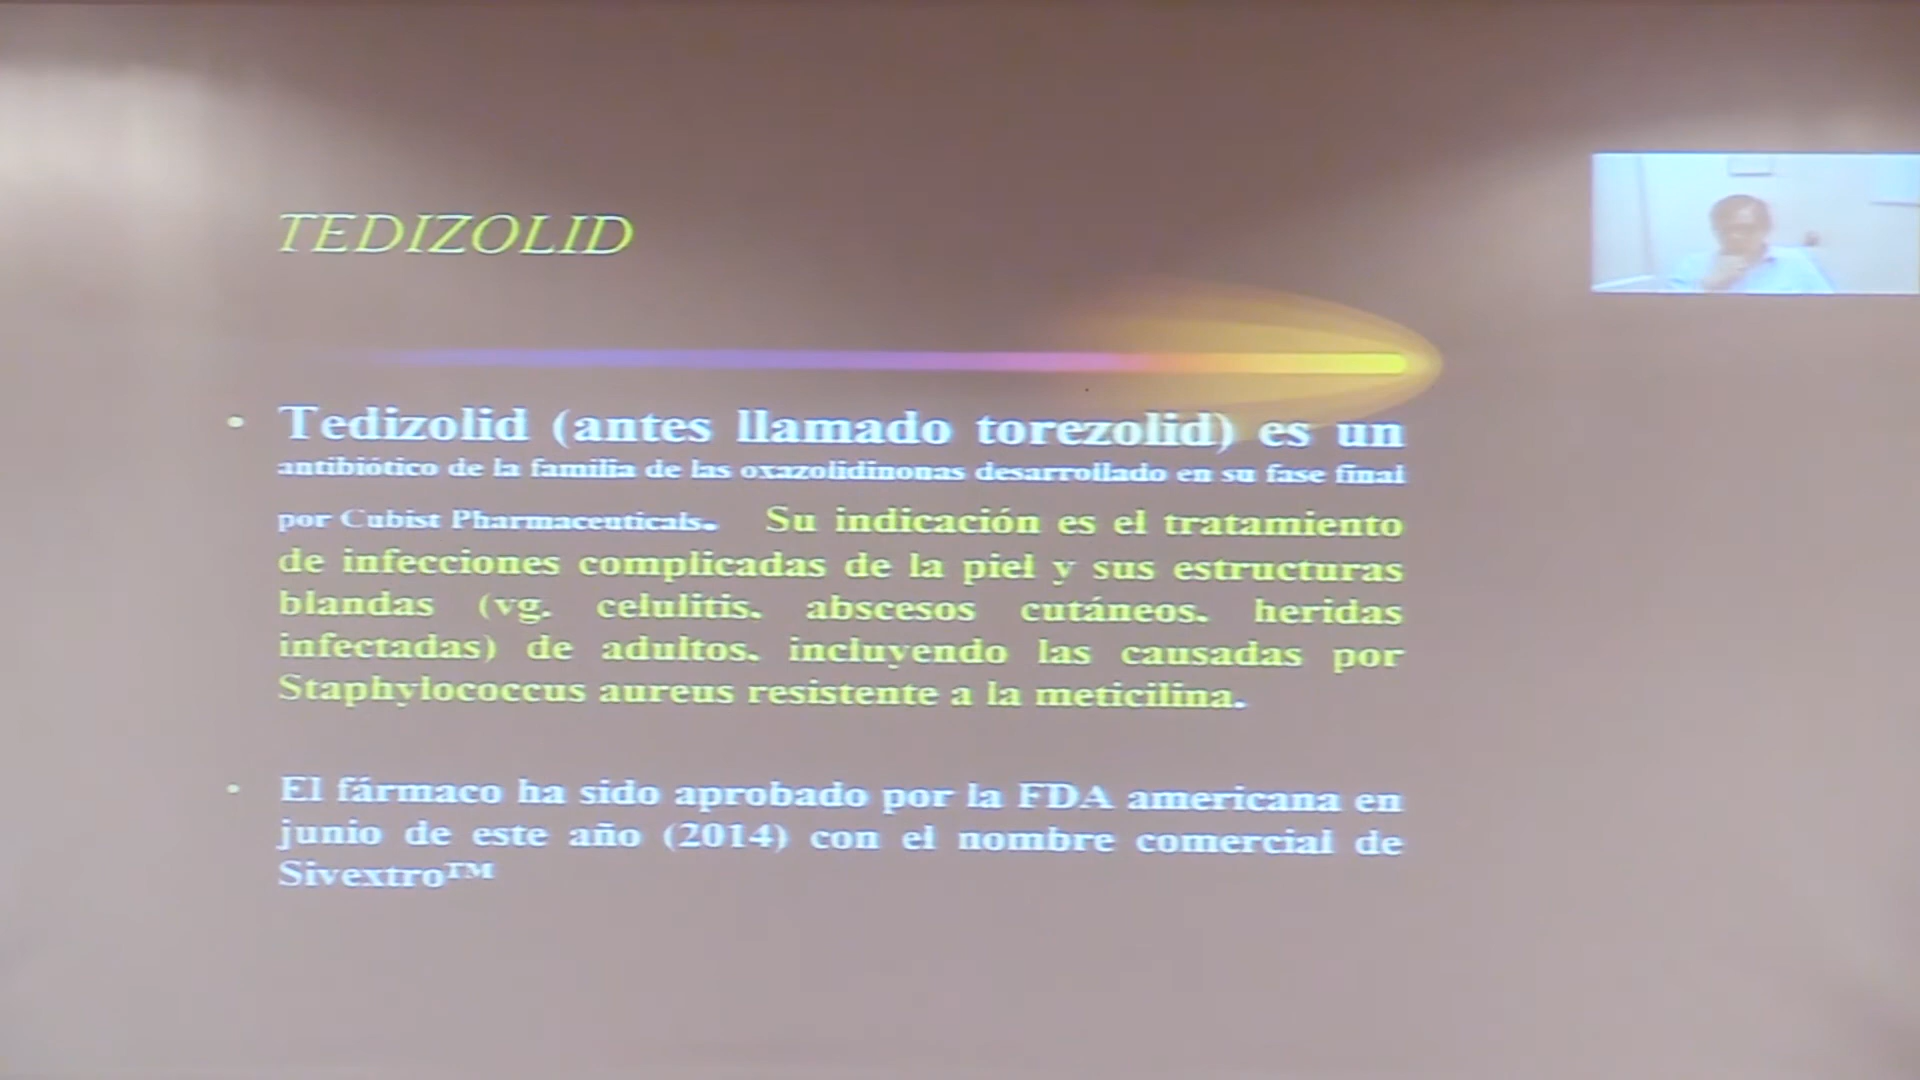 TEDIZOLID
• Tedizolid (antes llamado torezolid) es un
antibiótico de la familia de las oxazolidinonas desarrollado en su fase final
por Cubist Pharmaceuticals. Su indicación es el tratamiento
de infecciones complicadas de la piel y sus estructuras
blandas (vg. celulitis. abscesos cutáneos. heridas
infectadas) de adultos. incluyendo las causadas por
Staphylococcus aureus resistente a la meticilina.
• El fármaco ha sido aprobado por la FDA americana en
junio de este año (2014) con el nombre comercial de
Sivextro™